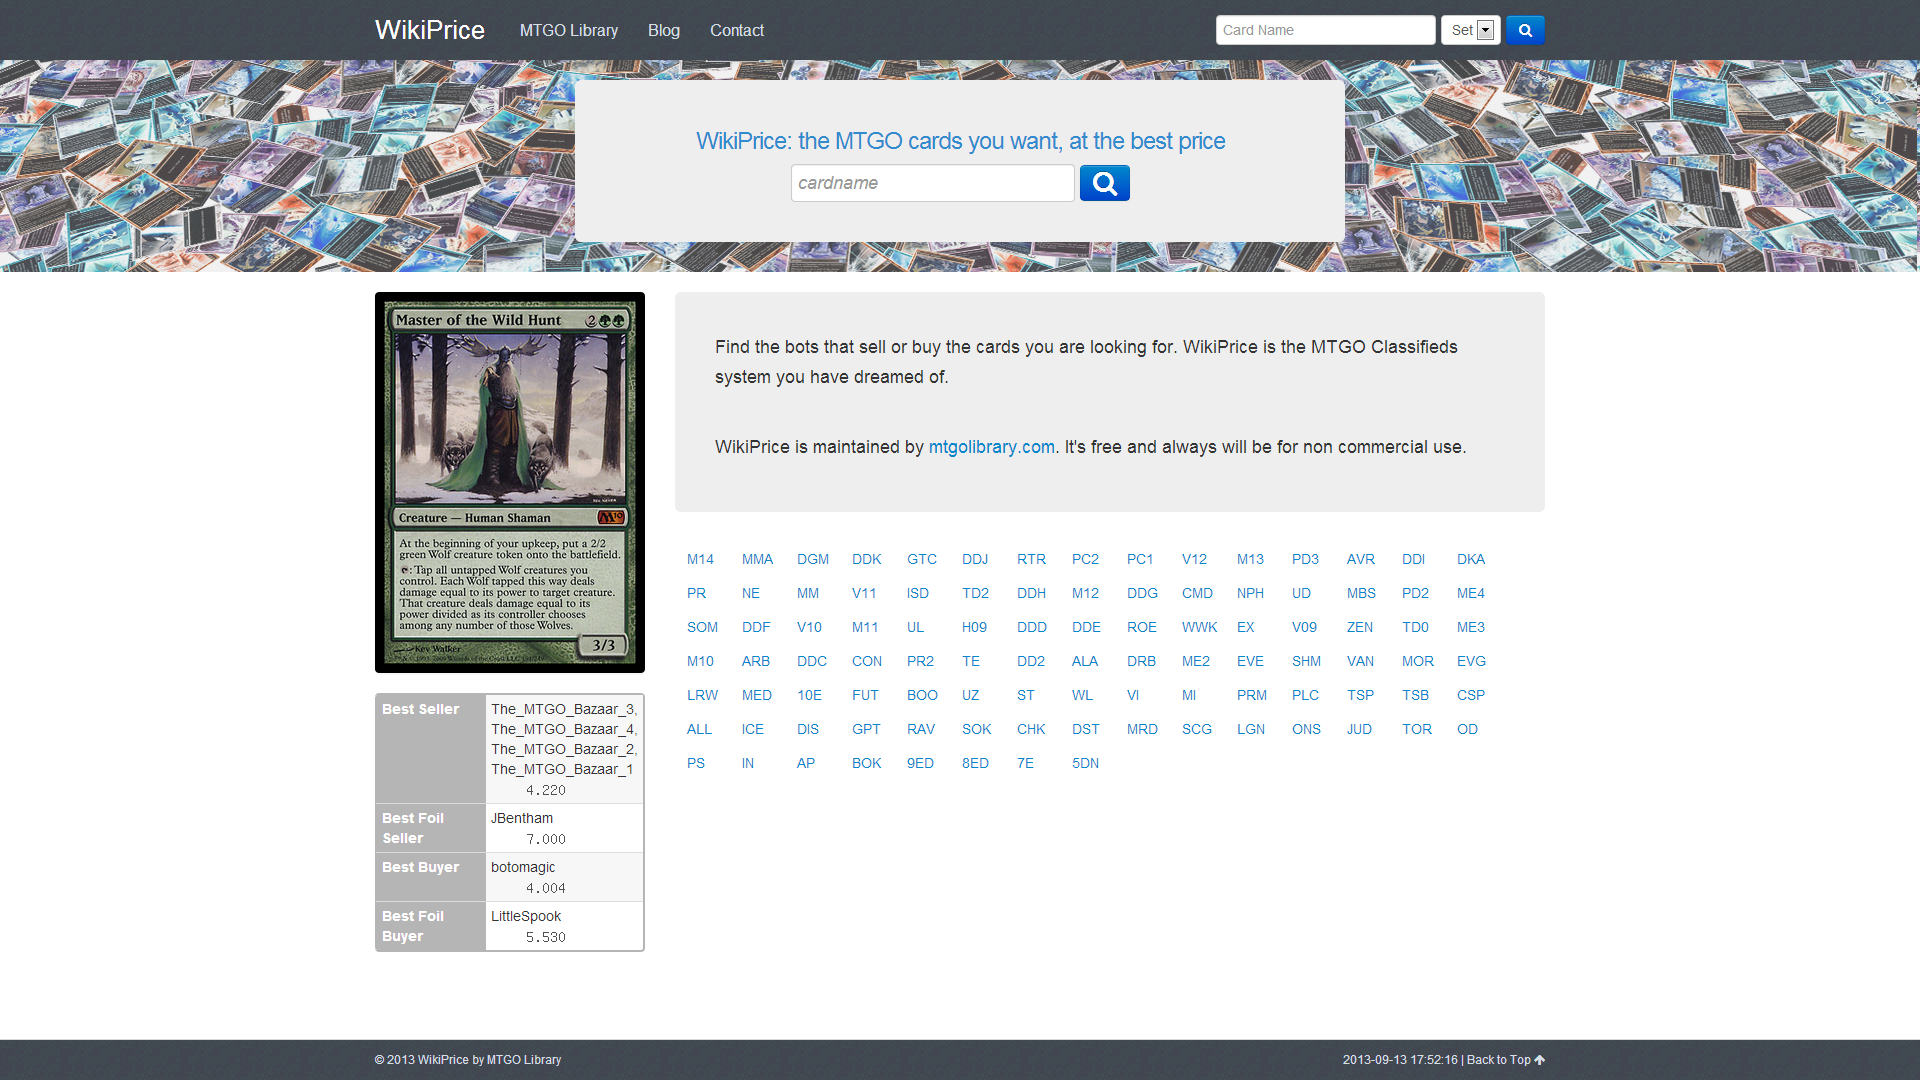 WikiPrice MTGO Library Blog Contact Card Name Set
WikiPrice: the MTGO cards you want, at the best price
cardname
Master of the Wild Hunt 2
Creature — Human Shaman
At the beginning of your upkeep, put a 2/2
green Wolf creature token onto the battlefield.
: Tap all untapped Wolf creatures you
control. Each Wolf tapped this way deals
damage equal to its power to target creature.
That creature deals damage equal to its
power divided as its controller chooses
among any number of those Wolves.
3/3
Kev Walker
Best Seller
The_MTGO_Bazaar_3,
The_MTGO_Bazaar_4,
The_MTGO_Bazaar_2,
The_MTGO_Bazaar_1
4.220
Best Foil
Seller
JBentham
7.000
Best Buyer
botomagic
4.004
Best Foil
Buyer
LittleSpook
5.530
Find the bots that sell or buy the cards you are looking for. WikiPrice is the MTGO Classifieds
system you have dreamed of.
WikiPrice is maintained by mtgolibrary.com. It's free and always will be for non commercial use.
M14 MMA DGM DDK GTC DDJ RTR PC2 PC1 V12 M13 PD3 AVR DDI DKA
PR NE MM V11 ISD TD2 DDH M12 DDG CMD NPH UD MBS PD2 ME4
SOM DDF V10 M11 UL H09 DDD DDE ROE WWK EX V09 ZEN TD0 ME3
M10 ARB DDC CON PR2 TE DD2 ALA DRB ME2 EVE SHM VAN MOR EVG
LRW MED 10E FUT BOO UZ ST WL VI MI PRM PLC TSP TSB CSP
ALL ICE DIS GPT RAV SOK CHK DST MRD SCG LGN ONS JUD TOR OD
PS IN AP BOK 9ED 8ED 7E 5DN
© 2013 WikiPrice by MTGO Library
2013-09-13 17:52:16 | Back to Top